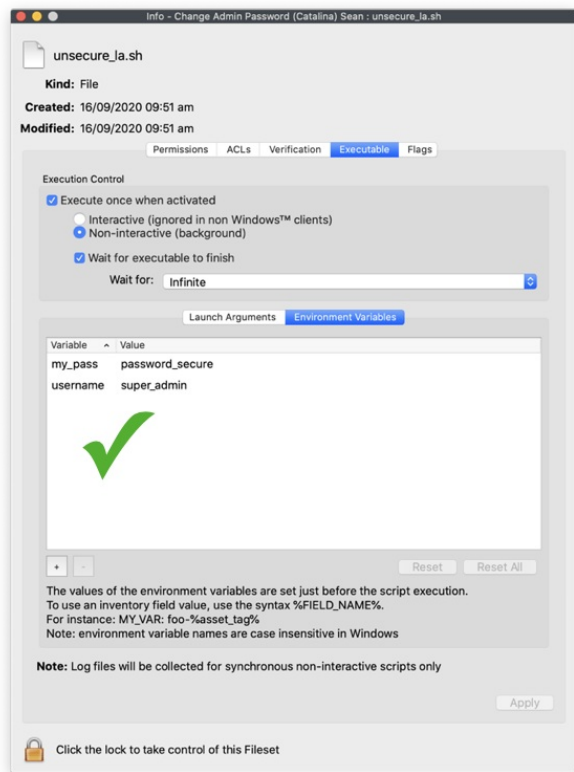 Info - Change Admin Password (Catalina) Sean : unsecure_la.sh
unsecure_la.sh
Kind: File
Created: 16/09/2020 09:51 am
Modified: 16/09/2020 09:51 am
Permissions ACLs Verification Executable Flags
Execution Control
Execute once when activated
Interactive (ignored in non Windows™ clients)
Non-interactive (background)
Wait for executable to finish
Wait for: Infinite
Launch Arguments Environment Variables
Variable Value
my_pass password_secure
username super_admin
+ - Reset Reset All
The values of the environment variables are set just before the script execution.
To use an inventory field value, use the syntax %FIELD_NAME%.
For instance: MY_VAR: foo-%asset_tag%
Note: environment variable names are case insensitive in Windows
Note: Log files will be collected for synchronous non-interactive scripts only
Apply
Click the lock to take control of this Fileset